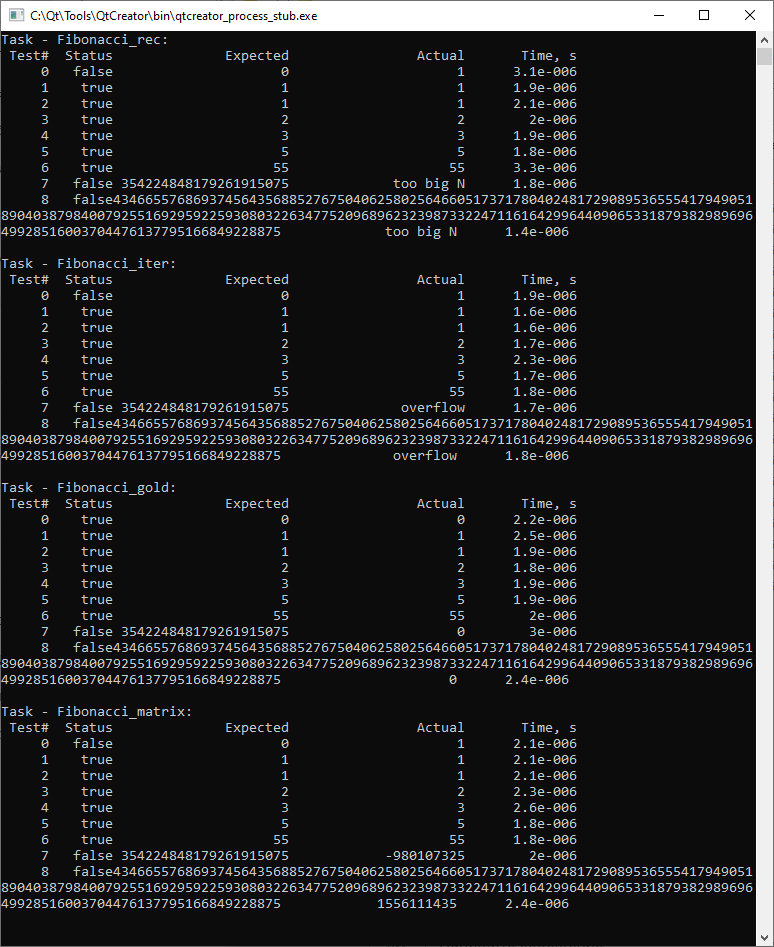 C:\Qt\Tools\QtCreator\bin\qtcreator_process_stub.exe
Task - Fibonacci_rec:
Test# Status Expected Actual Time, s
0 false 0 1 3.1e-006
1 true 1 1 1.9e-006
2 true 1 1 2.1e-006
3 true 2 2 2e-006
4 true 3 3 1.9e-006
5 true 5 5 1.8e-006
6 true 55 55 3.3e-006
7 false 354224848179261915075 too big N 1.8e-006
8 false43466557686937456435688527675040625802564660517371780402481729089536555417949051
89040387984007925516929592259308032263477520968962323987332247116164299644090653318793829896​96
49928516003704476137795166849228875 too big N 1.4e-006
Task - Fibonacci_iter:
Test# Status Expected Actual Time, s
0 false 0 1 1.9e-006
1 true 1 1 1.6e-006
2 true 1 1 1.6e-006
3 true 2 2 1.7e-006
4 true 3 3 2.3e-006
5 true 5 5 1.7e-006
6 true 55 55 1.8e-006
7 false 354224848179261915075 overflow 1.7e-006
8 false43466557686937456435688527675040625802564660517371780402481729089536555417949051
8904038798400792551692959225930803226347752096896232398733224711616429964409065331879382989696
49928516003704476137795166849228875 overflow 1.8e-006
Task - Fibonacci_gold:
Test# Status Expected Actual Time, s
0 true 0 0 2.2e-006
1 true 1 1 2.5e-006
2 true 1 1 1.9e-006
3 true 2 2 1.8e-006
4 true 3 3 1.9e-006
5 true 5 5 1.9e-006
6 true 55 55 2e-006
7 false 354224848179261915075 0 3e-006
8 false43466557686937456435688527675040625802564660517371780402481729089536555417949051
8904038798400792551692959225930803226347752096896232398733224711616429964409065331879382989696
49928516003704476137795166849228875 0 2.4e-006
Task - Fibonacci_matrix:
Test# Status Expected Actual Time, s
0 false 0 1 2.1e-006
1 true 1 1 2.1e-006
2 true 1 1 2.1e-006
3 true 2 2 2.3e-006
4 true 3 3 2.6e-006
5 true 5 5 1.8e-006
6 true 55 55 1.8e-006
7 false 354224848179261915075 -980107325 2e-006
8 false43466557686937456435688527675040625802564660517371780402481729089536555417949051
8904038798400792551692959225930803226347752096896232398733224711616429964409065331879382989696
49928516003704476137795166849228875 1556111435 2.4e-006